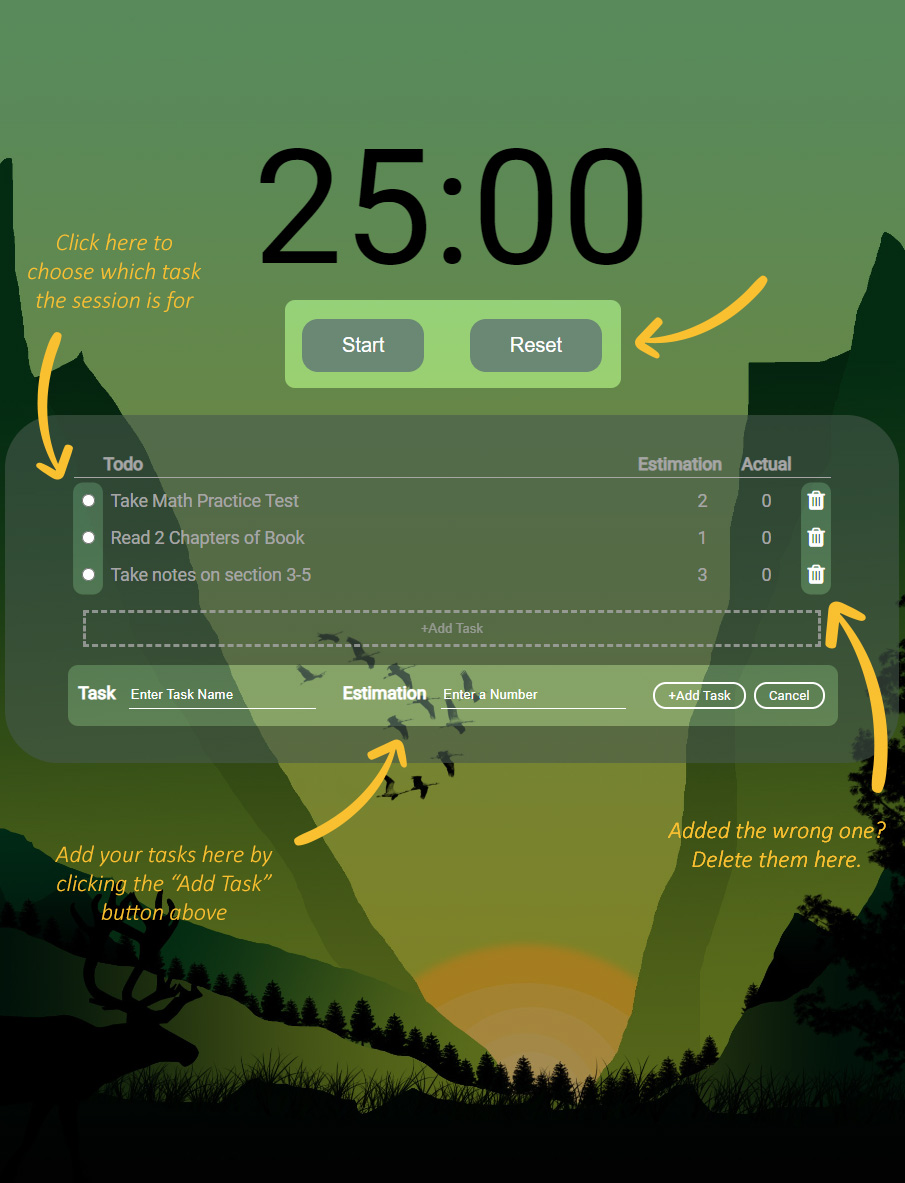 25:00
Click here to
choose which task
the session is for
Start Reset
Todo Estimation Actual
Take Math Practice Test 2 0
Read 2 Chapters of Book 1 0
Take notes on section 3-5 3 0
+Add Task
Task Enter Task Name Estimation Enter a Number +Add Task Cancel
Added the wrong one?
Delete them here.
Add your tasks here by
clicking the “Add Task”
button above